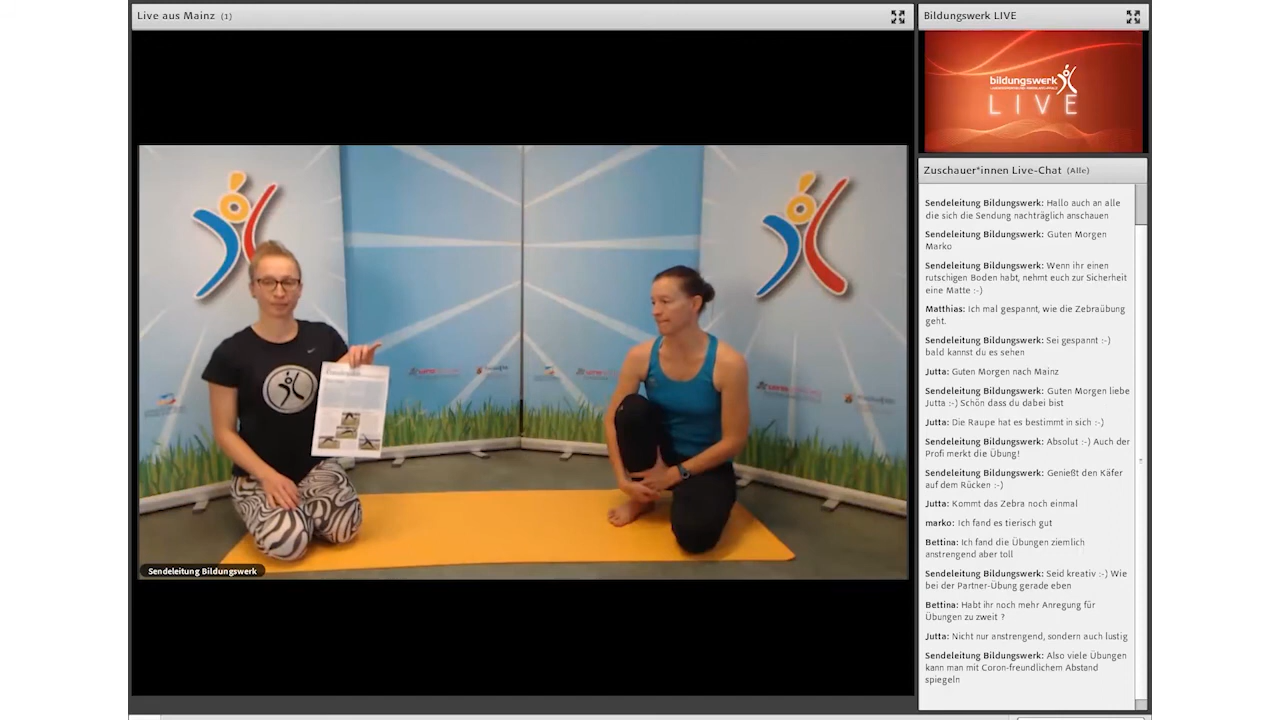 Live aus Mainz (1)
Bildungswerk LIVE
bildungswerk
LIVE
Zuschauer*innen Live-Chat (Alle)
Sendeleitung Bildungswerk: Hallo auch an alle
die sich die Sendung nachträglich anschauen
Sendeleitung Bildungswerk: Guten Morgen
Marko
Sendeleitung Bildungswerk: Wenn ihr einen
rutschigen Boden habt, nehmt euch zur Sicherheit
eine Matte :-)
Matthias: Ich mal gespannt, wie die Zebraübung
geht.
Sendeleitung Bildungswerk: Sei gespannt :-)
bald kannst du es sehen
Jutta: Guten Morgen nach Mainz
Sendeleitung Bildungswerk: Guten Morgen liebe
Jutta :-) Schön dass du dabei bist
Jutta: Die Raupe hat es bestimmt in sich :-)
Sendeleitung Bildungswerk: Absolut :-) Auch der
Profi merkt die Übung!
Sendeleitung Bildungswerk: Genießt den Käfer
auf dem Rücken :-)
Jutta: Kommt das Zebra noch einmal
marko: Ich fand es tierisch gut
Bettina: Ich fand die Übungen ziemlich
anstrengend aber toll
Sendeleitung Bildungswerk: Seid kreativ :-) Wie
bei der Partner-Übung gerade eben
Bettina: Habt ihr noch mehr Anregung für
Übungen zu zweit ?
Jutta: Nicht nur anstrengend, sondern auch lustig
Sendeleitung Bildungswerk: Also viele Übungen
kann man mit Coron-freundlichem Abstand
spiegeln
Sendeleitung Bildungswerk